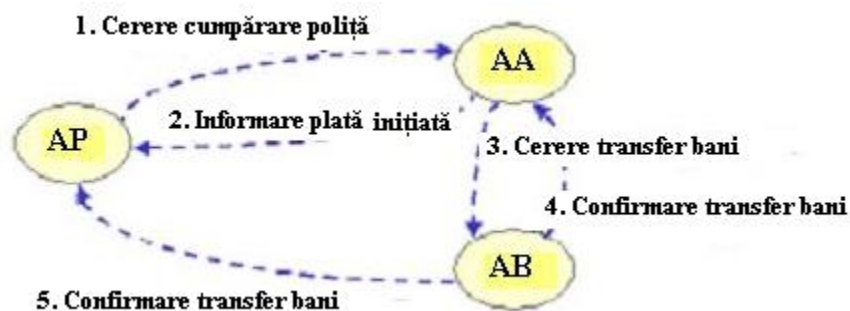 1. Cerere cumpărare poliță
AA
2. Informare plată inițiată
AP
3. Cerere transfer bani
4. Confirmare transfer bani
AB
5. Confirmare transfer bani